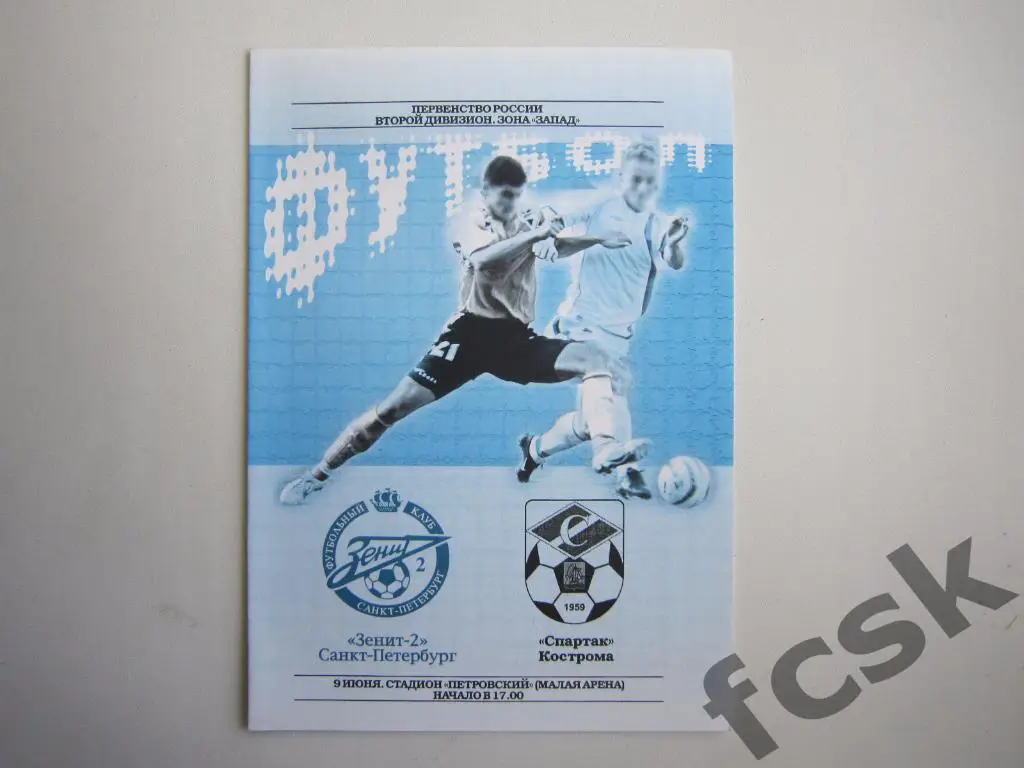 ПЕРВЕНСТВО РОССИИ
ВТОРОЙ ДИВИЗИОН. ЗОНА «ЗАПАД»
футбол
21
ФУТБОЛЬНЫЙ КЛУБ
Зенит
2
САНКТ-ПЕТЕРБУРГ
С
1959
«Зенит-2»
Санкт-Петербург
«Спартак»
Кострома
9 ИЮНЯ. СТАДИОН «ПЕТРОВСКИЙ» (МАЛАЯ АРЕНА)
НАЧАЛО В 17.00
fcsk